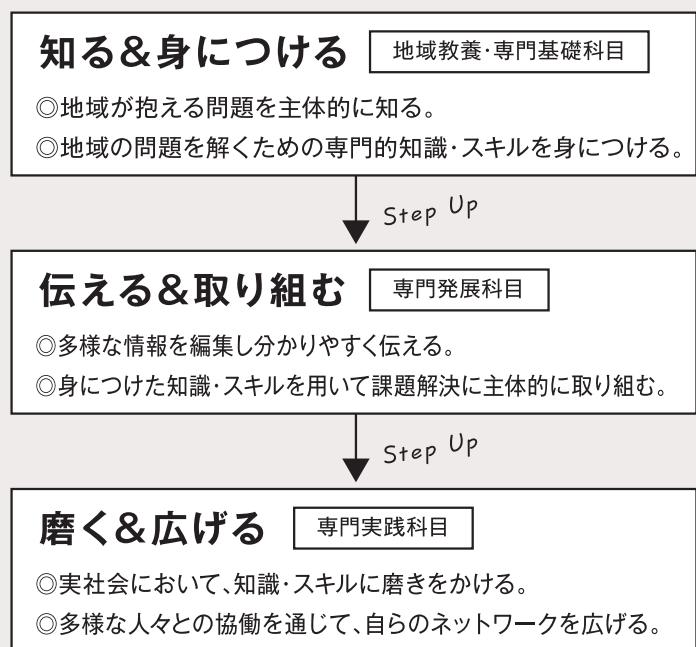 知る&身につける 地域教養・専門基礎科目
◎地域が抱える問題を主体的に知る。
◎地域の問題を解くための専門的知識・スキルを身につける。
Step Up
伝える&取り組む 専門発展科目
◎多様な情報を編集し分かりやすく伝える。
◎身につけた知識・スキルを用いて課題解決に主体的に取り組む。
Step Up
磨く&広げる 専門実践科目
◎実社会において、知識・スキルに磨きをかける。
◎多様な人々との協働を通じて、自らのネットワークを広げる。